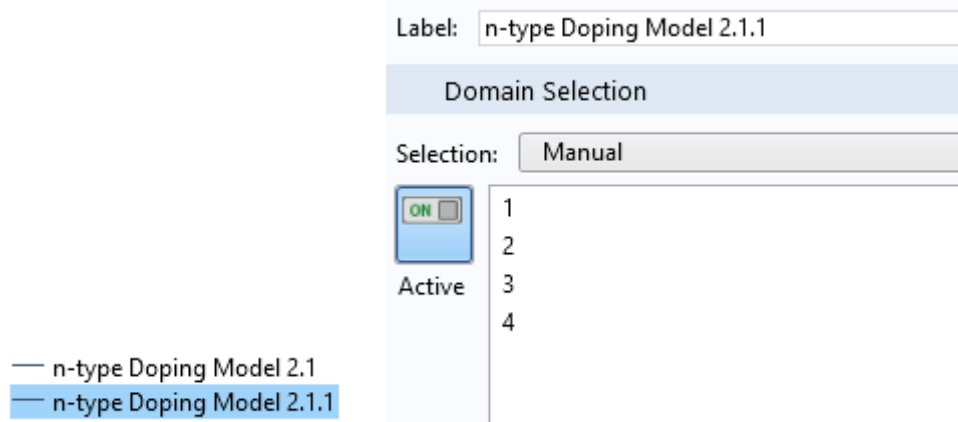 Label: n-type Doping Model 2.1.1
Domain Selection
Selection: Manual
ON
1
2
Active
3
4
n-type Doping Model 2.1
n-type Doping Model 2.1.1